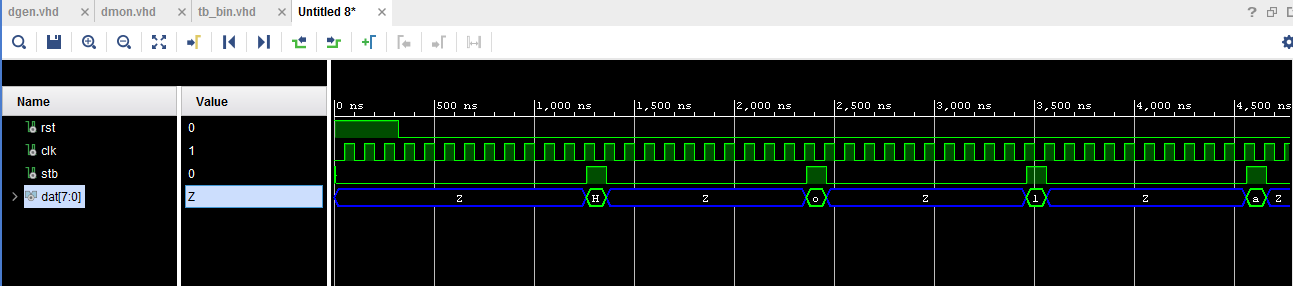 dgen.vhd × dmon.vhd × tb_bin.vhd × Untitled 8* ×
?
Name Value
0 ns 500 ns 1,000 ns 1,500 ns 2,000 ns 2,500 ns 3,000 ns 3,500 ns 4,000 ns 4,500 ns
rst 0
clk 1
stb 0
dat[7:0] Z Z H Z o Z l Z a Z